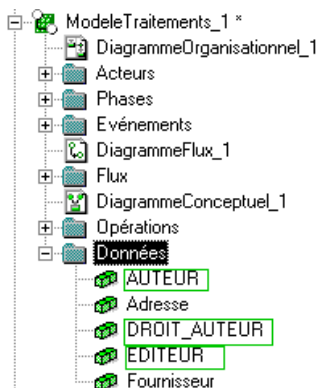 ModeleTraitements_1 *
DiagrammeOrganisationnel_1
Acteurs
Phases
Evénements
DiagrammeFlux_1
Flux
DiagrammeConceptuel_1
Opérations
Données
AUTEUR
Adresse
DROIT_AUTEUR
EDITEUR
Fournisseur